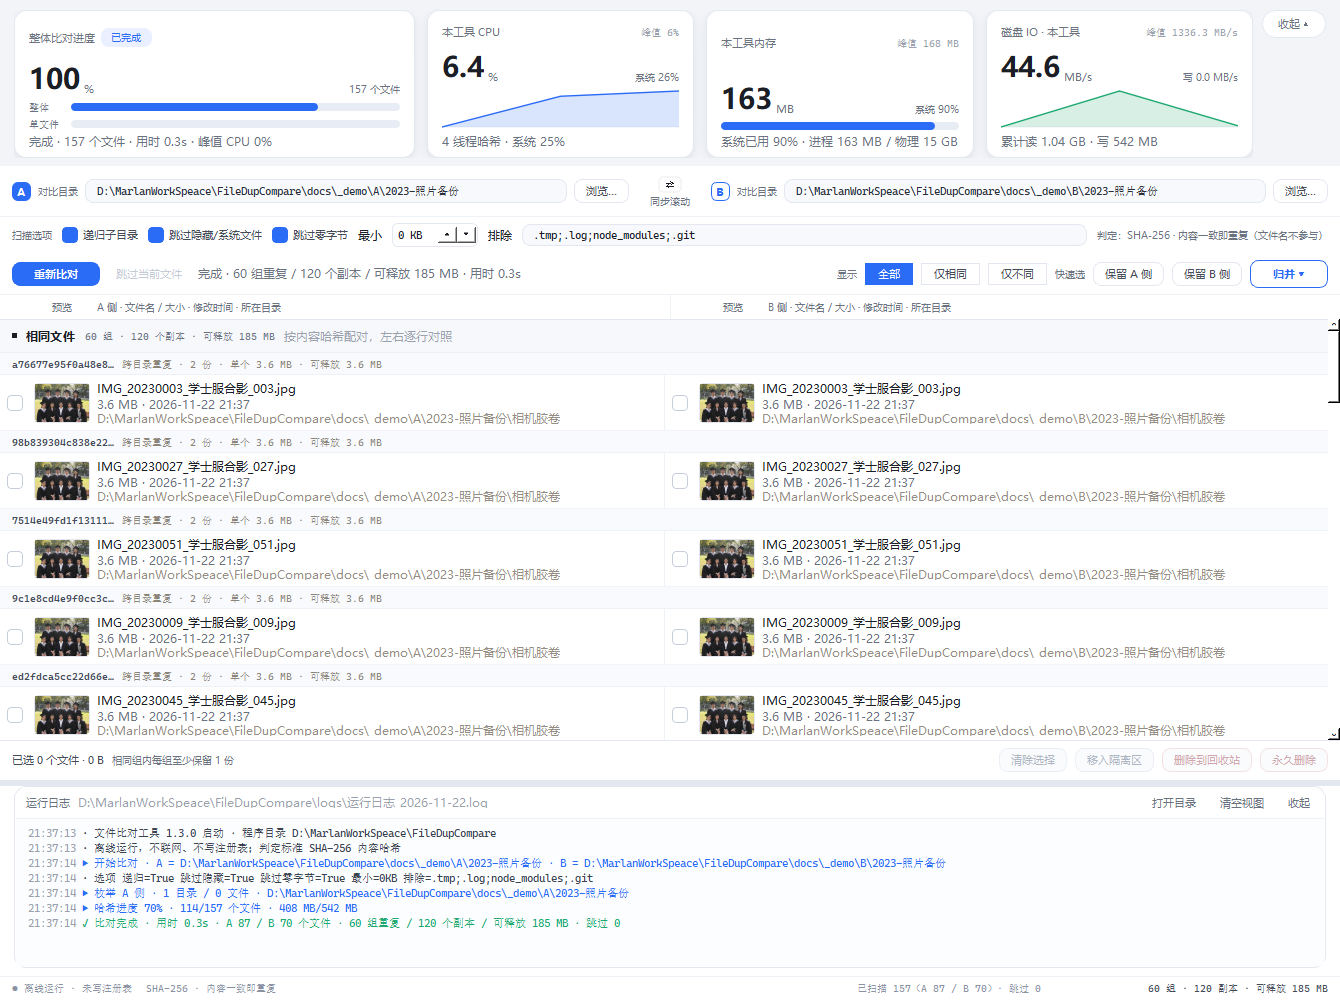 整体比对进度 已完成
100 %
157 个文件
整体
单文件
完成 · 157 个文件 · 用时 0.3s · 峰值 CPU 0%
本工具 CPU 峰值 6%
6.4 % 系统 26%
4 线程哈希 · 系统 25%
本工具内存 峰值 168 MB
163 MB 系统 90%
系统已用 90% · 进程 163 MB / 物理 15 GB
磁盘 IO · 本工具 峰值 1336.3 MB/s
44.6 MB/s 写 0.0 MB/s
累计读 1.04 GB · 写 542 MB
收起
A 对比目录 D:\MarlanWorkSpeace\FileDupCompare\docs\_demo\A\2023-照片备份 浏览...
⇄ 同步滚动
B 对比目录 D:\MarlanWorkSpeace\FileDupCompare\docs\_demo\B\2023-照片备份 浏览...
扫描选项 递归子目录 跳过隐藏/系统文件 跳过零字节 最小 0 KB 排除 .tmp;.log;node_modules;.git 判定: SHA-256 · 内容一致即重复（文件名不参与）
重新比对 跳过当前文件 完成 · 60 组重复 / 120 个副本 / 可释放 185 MB · 用时 0.3s 显示 全部 仅相同 仅不同 快速选 保留 A 侧 保留 B 侧 归并 ▾
预览 A 侧 · 文件名 / 大小 · 修改时间 · 所在目录 预览 B 侧 · 文件名 / 大小 · 修改时间 · 所在目录
▪ 相同文件 60 组 · 120 个副本 · 可释放 185 MB 按内容哈希配对，左右逐行对照
a76677e95f0a48e8… 跨目录重复 · 2 份 · 单个 3.6 MB · 可释放 3.6 MB
IMG_20230003_学士服合影_003.jpg IMG_20230003_学士服合影_003.jpg
3.6 MB · 2026-11-22 21:37 3.6 MB · 2026-11-22 21:37
D:\MarlanWorkSpeace\FileDupCompare\docs\_demo\A\2023-照片备份\相机胶卷 D:\MarlanWorkSpeace\FileDupCompare\docs\_demo\B\2023-照片备份\相机胶卷
98b839304c838e22… 跨目录重复 · 2 份 · 单个 3.6 MB · 可释放 3.6 MB
IMG_20230027_学士服合影_027.jpg IMG_20230027_学士服合影_027.jpg
3.6 MB · 2026-11-22 21:37 3.6 MB · 2026-11-22 21:37
D:\MarlanWorkSpeace\FileDupCompare\docs\_demo\A\2023-照片备份\相机胶卷 D:\MarlanWorkSpeace\FileDupCompare\docs\_demo\B\2023-照片备份\相机胶卷
7514e49fd1f13111… 跨目录重复 · 2 份 · 单个 3.6 MB · 可释放 3.6 MB
IMG_20230051_学士服合影_051.jpg IMG_20230051_学士服合影_051.jpg
3.6 MB · 2026-11-22 21:37 3.6 MB · 2026-11-22 21:37
D:\MarlanWorkSpeace\FileDupCompare\docs\_demo\A\2023-照片备份\相机胶卷 D:\MarlanWorkSpeace\FileDupCompare\docs\_demo\B\2023-照片备份\相机胶卷
9c1e8cd4e9f0cc3c… 跨目录重复 · 2 份 · 单个 3.6 MB · 可释放 3.6 MB
IMG_20230009_学士服合影_009.jpg IMG_20230009_学士服合影_009.jpg
3.6 MB · 2026-11-22 21:37 3.6 MB · 2026-11-22 21:37
D:\MarlanWorkSpeace\FileDupCompare\docs\_demo\A\2023-照片备份\相机胶卷 D:\MarlanWorkSpeace\FileDupCompare\docs\_demo\B\2023-照片备份\相机胶卷
ed2fdca5cc22d66e… 跨目录重复 · 2 份 · 单个 3.6 MB · 可释放 3.6 MB
IMG_20230045_学士服合影_045.jpg IMG_20230045_学士服合影_045.jpg
3.6 MB · 2026-11-22 21:37 3.6 MB · 2026-11-22 21:37
D:\MarlanWorkSpeace\FileDupCompare\docs\_demo\A\2023-照片备份\相机胶卷 D:\MarlanWorkSpeace\FileDupCompare\docs\_demo\B\2023-照片备份\相机胶卷
已选 0 个文件 · 0 B 相同组内每组至少保留 1 份 清除选择 移入隔离区 删除到回收站 永久删除
运行日志 D:\MarlanWorkSpeace\FileDupCompare\logs\运行日志 2026-11-22.log 打开目录 清空视图 收起
21:37:13 · 文件比对工具 1.3.0 启动 · 程序目录 D:\MarlanWorkSpeace\FileDupCompare
21:37:13 · 离线运行，不联网、不写注册表；判定标准 SHA-256 内容哈希
21:37:14 ▶ 开始比对 · A = D:\MarlanWorkSpeace\FileDupCompare\docs\_demo\A\2023-照片备份 · B = D:\MarlanWorkSpeace\FileDupCompare\docs\_demo\B\2023-照片备份
21:37:14 · 选项 递归=True 跳过隐藏=True 跳过零字节=True 最小=0KB 排除=.tmp;.log;node_modules;.git
21:37:14 ▶ 枚举 A 侧 · 1 目录 / 0 文件 · D:\MarlanWorkSpeace\FileDupCompare\docs\_demo\A\2023-照片备份
21:37:14 ▶ 哈希进度 70% · 114/157 个文件 · 408 MB/542 MB
21:37:14 √ 比对完成 · 用时 0.3s · A 87 / B 70 个文件 · 60 组重复 / 120 个副本 / 可释放 185 MB · 跳过 0
● 离线运行 · 未写注册表 SHA-256 · 内容一致即重复 已扫描 157（A 87 / B 70）· 跳过 0 60 组 · 120 副本 · 可释放 185 MB